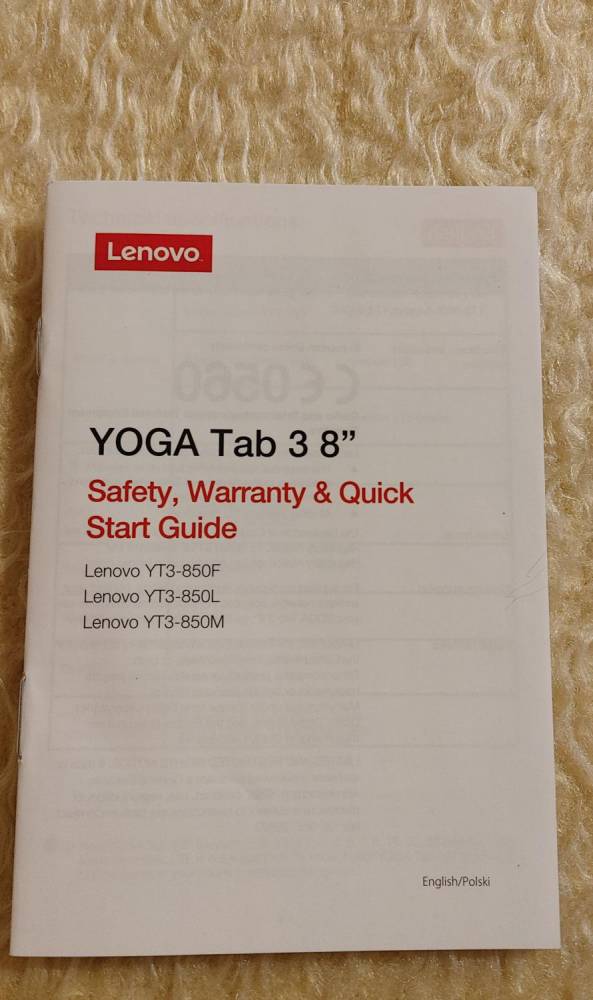 Lenovo
YOGA Tab 3 8”
Safety, Warranty & Quick
Start Guide
Lenovo YT3-850F
Lenovo YT3-850L
Lenovo YT3-850M
English/Polski